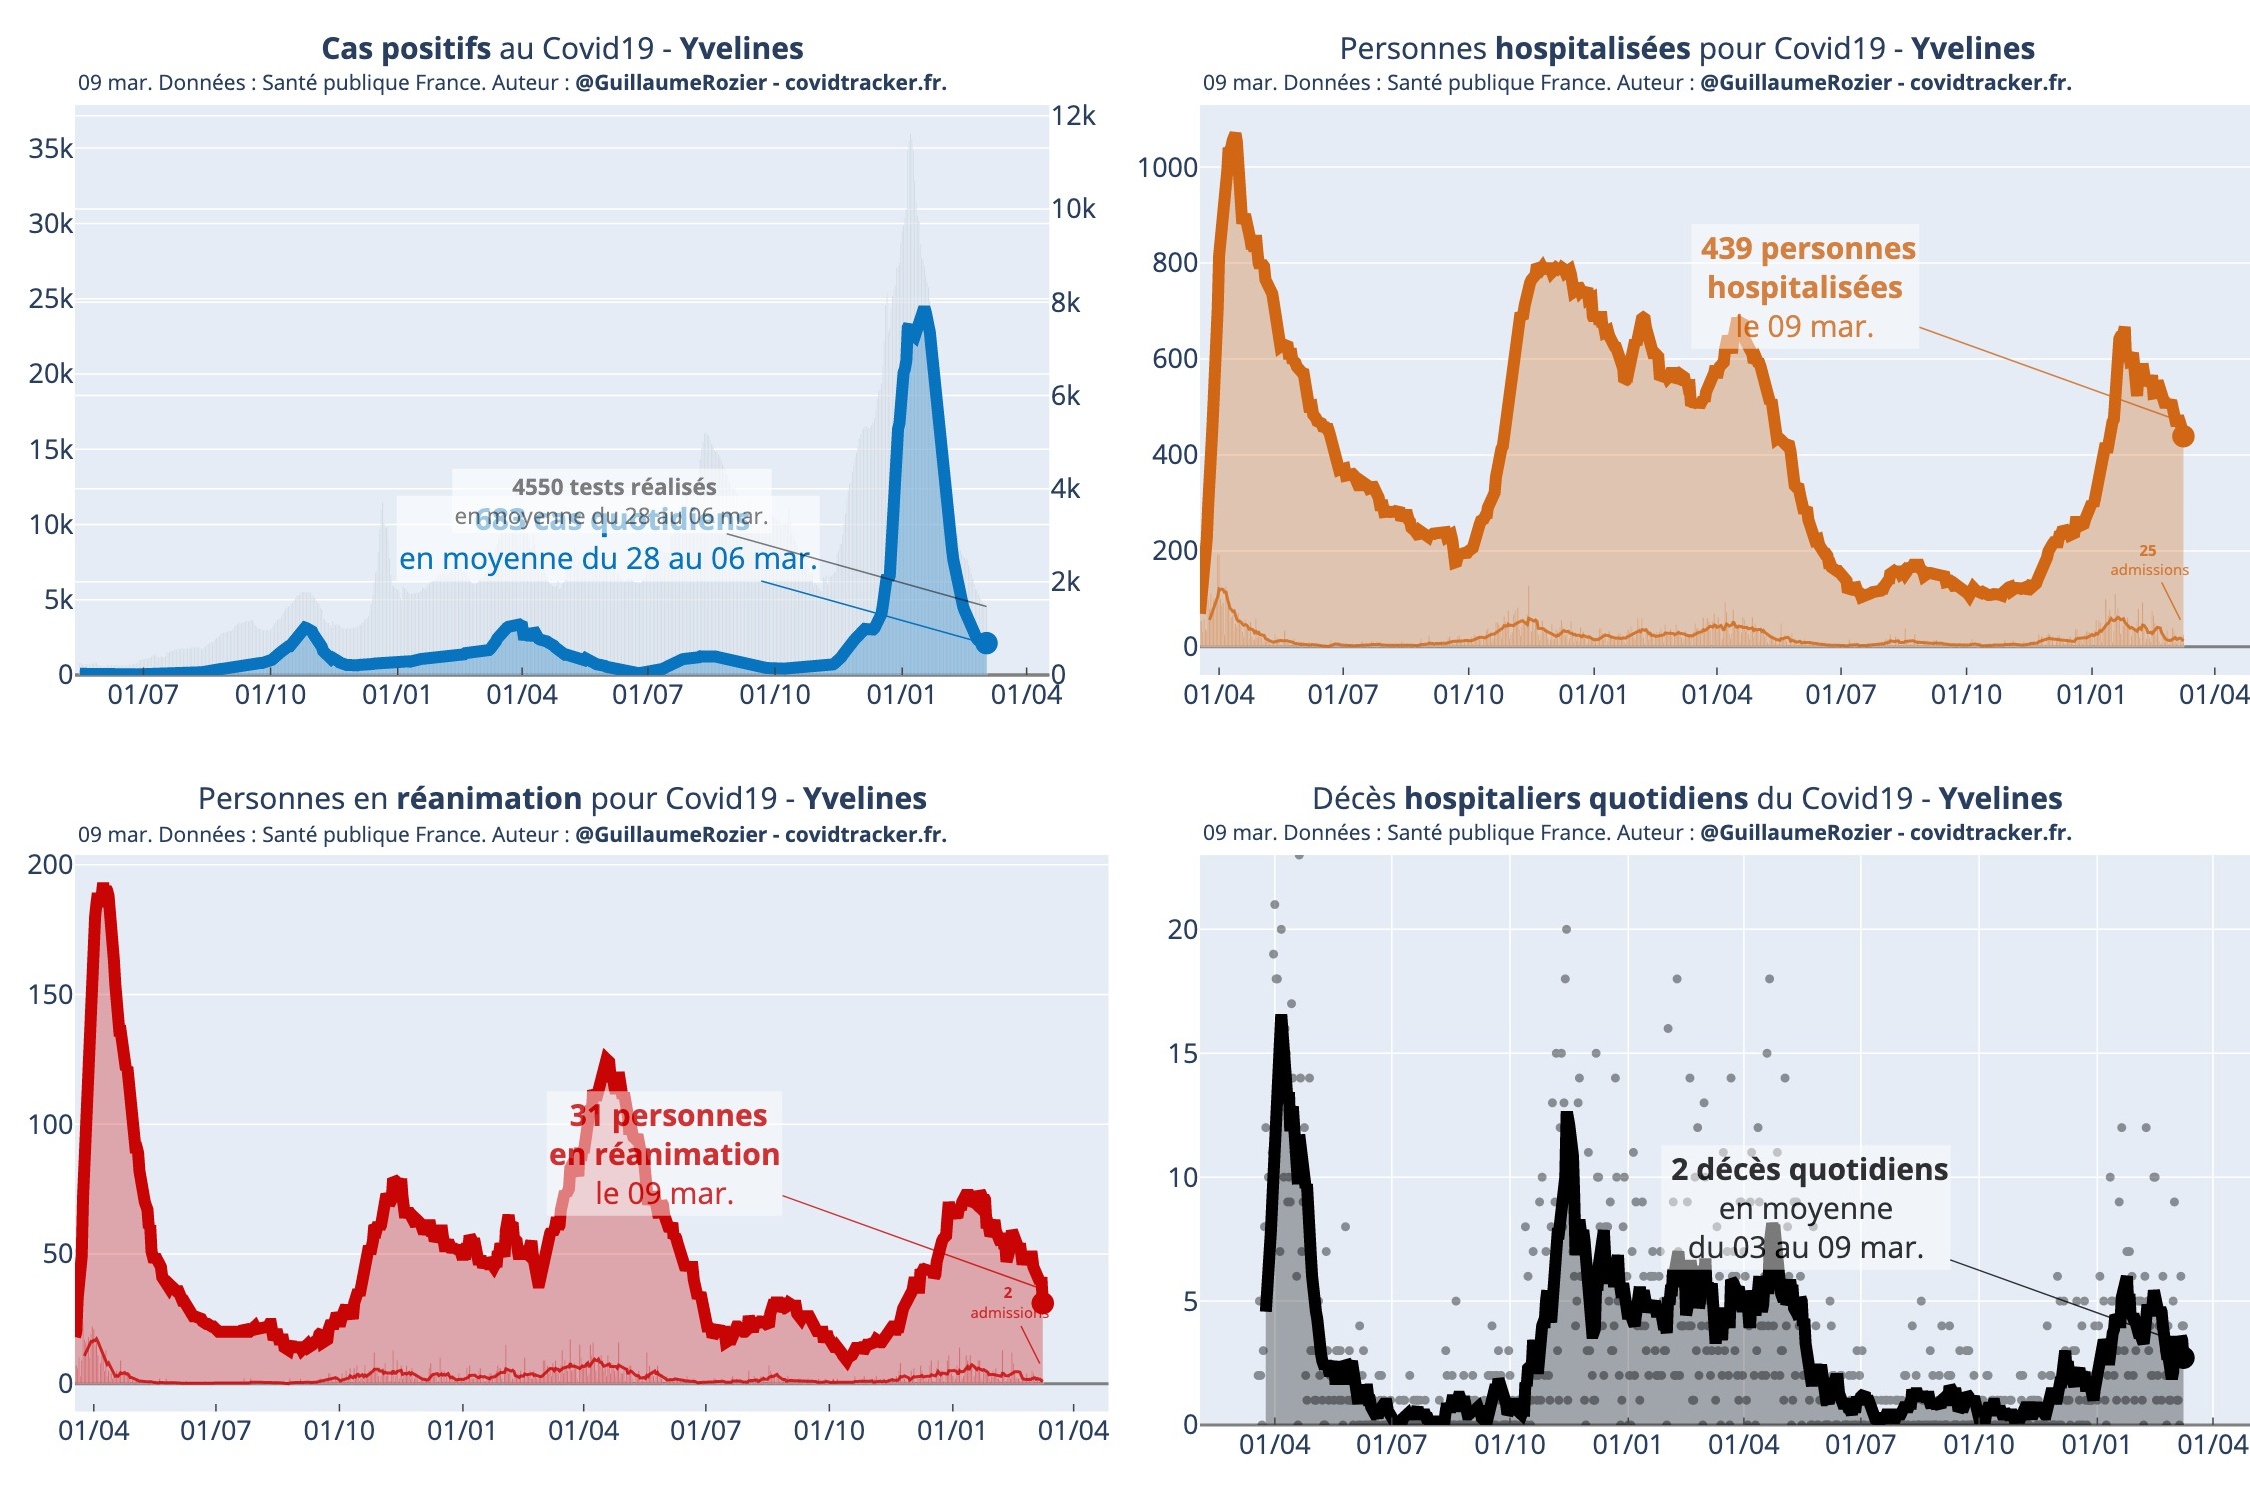 Cas positifs au Covid19 - Yvelines
09 mar. Données : Santé publique France. Auteur : @GuillaumeRozier - covidtracker.fr.
35k
30k
25k
20k
15k
10k
5k
0
12k
10k
8k
6k
4k
2k
0
4550 tests réalisés
en moyenne du 28 au 06 mar.
683 cas quotidiens
en moyenne du 28 au 06 mar.
01/07 01/10 01/01 01/04 01/07 01/10 01/01 01/04
Personnes hospitalisées pour Covid19 - Yvelines
09 mar. Données : Santé publique France. Auteur : @GuillaumeRozier - covidtracker.fr.
1000
800
600
400
200
0
439 personnes
hospitalisées
le 09 mar.
25
admissions
01/04 01/07 01/10 01/01 01/04 01/07 01/10 01/01 01/04
Personnes en réanimation pour Covid19 - Yvelines
09 mar. Données : Santé publique France. Auteur : @GuillaumeRozier - covidtracker.fr.
200
150
100
50
0
31 personnes
en réanimation
le 09 mar.
2
admissions
01/04 01/07 01/10 01/01 01/04 01/07 01/10 01/01 01/04
Décès hospitaliers quotidiens du Covid19 - Yvelines
09 mar. Données : Santé publique France. Auteur : @GuillaumeRozier - covidtracker.fr.
20
15
10
5
0
2 décès quotidiens
en moyenne
du 03 au 09 mar.
01/04 01/07 01/10 01/01 01/04 01/07 01/10 01/01 01/04